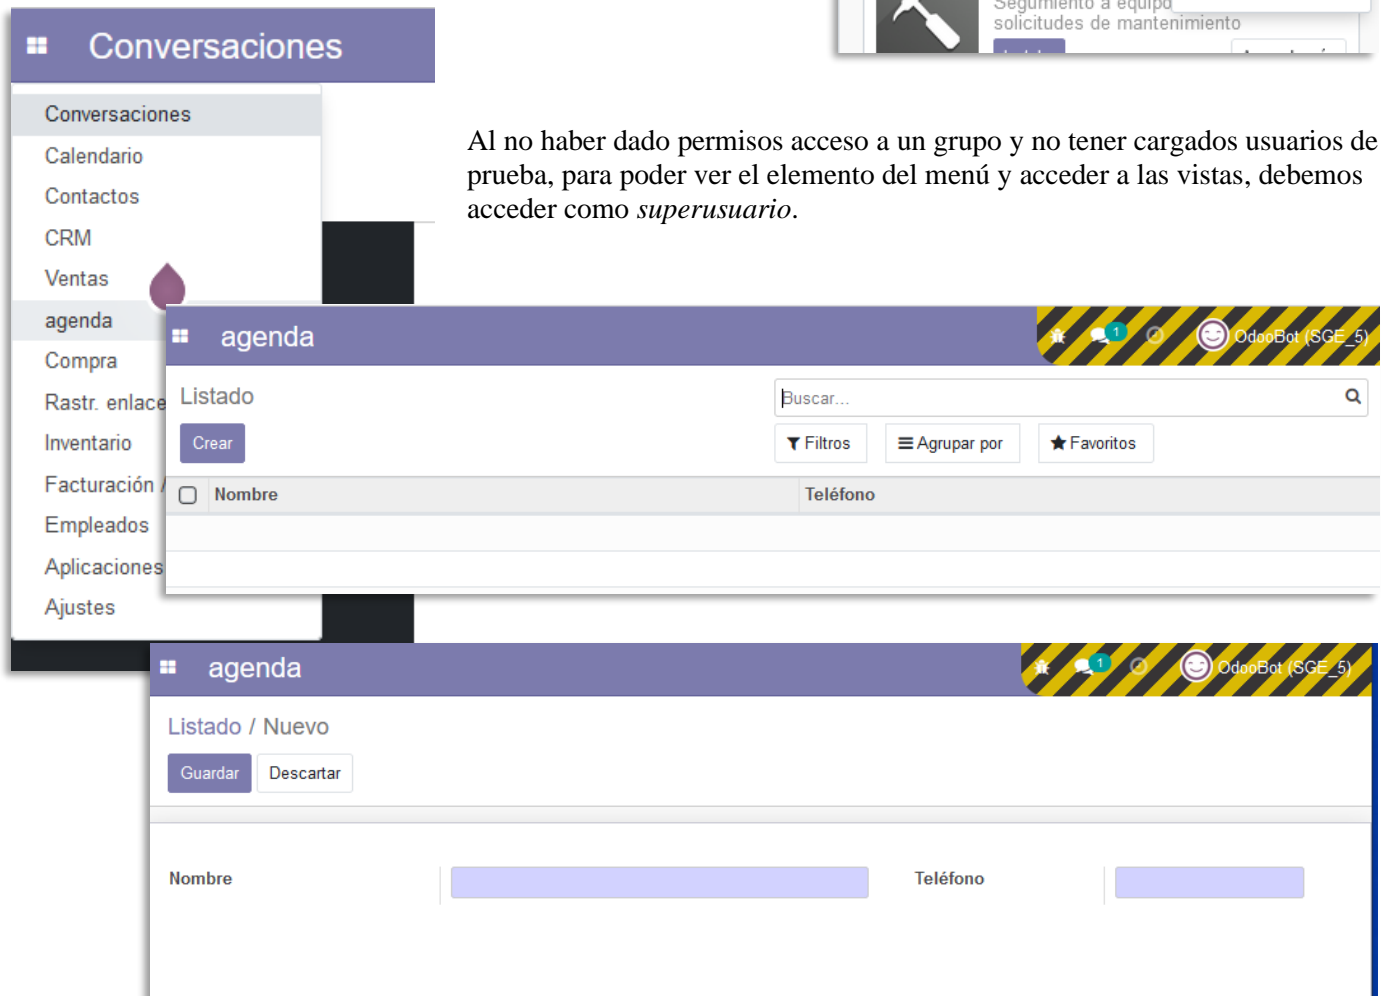 Segumiento a equipo
solicitudes de mantenimiento
Conversaciones
Conversaciones
Calendario
Contactos
CRM
Ventas
agenda
Compra
Rastr. enlace
Inventario
Facturación /
Empleados
Aplicaciones
Ajustes
Al no haber dado permisos acceso a un grupo y no tener cargados usuarios de
prueba, para poder ver el elemento del menú y acceder a las vistas, debemos
acceder como superusuario.
agenda
1
OdooBot (SGE_5)
Listado
Buscar...
Crear
Filtros
Agrupar por
Favoritos
Nombre
Teléfono
agenda
1
OdooBot (SGE_5)
Listado / Nuevo
Guardar
Descartar
Nombre
Teléfono